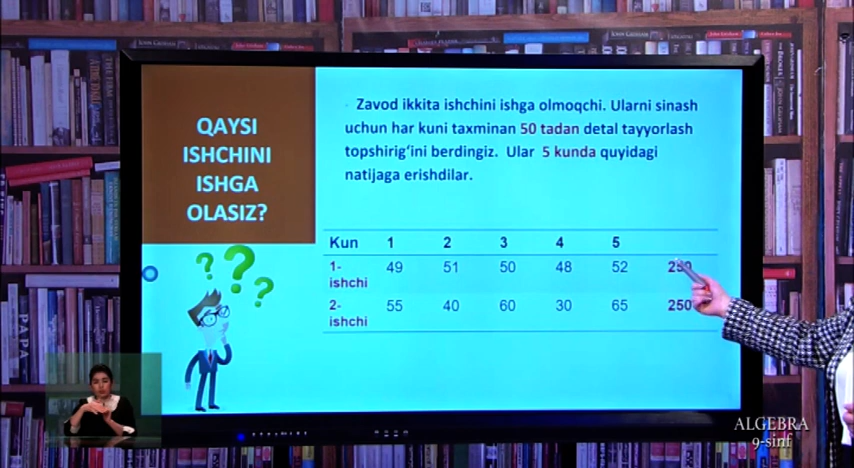 QAYSI
ISHCHINI
ISHGA
OLASIZ?
Zavod ikkita ishchini ishga olmoqchi. Ularni sinash
uchun har kuni taxminan 50 tadan detal tayyorlash
topshirig‘ini berdingiz. Ular 5 kunda quyidagi
natijaga erishdilar.
Kun 1 2 3 4 5
1-
ishchi 49 51 50 48 52 250
2-
ishchi 55 40 60 30 65 250
PAPA
ALGEBRA
9-sinf